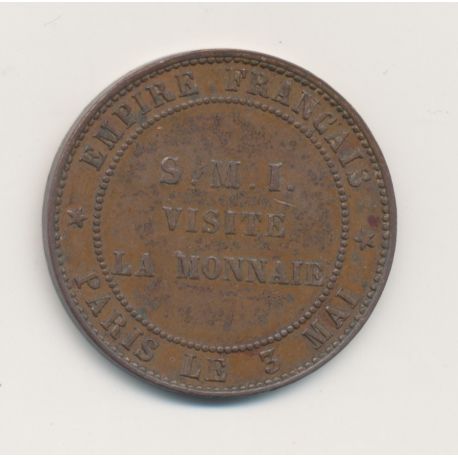 EMPIRE FRANÇAIS
S. M. I.
VISITE
LA MONNAIE
PARIS LE 3 MAI